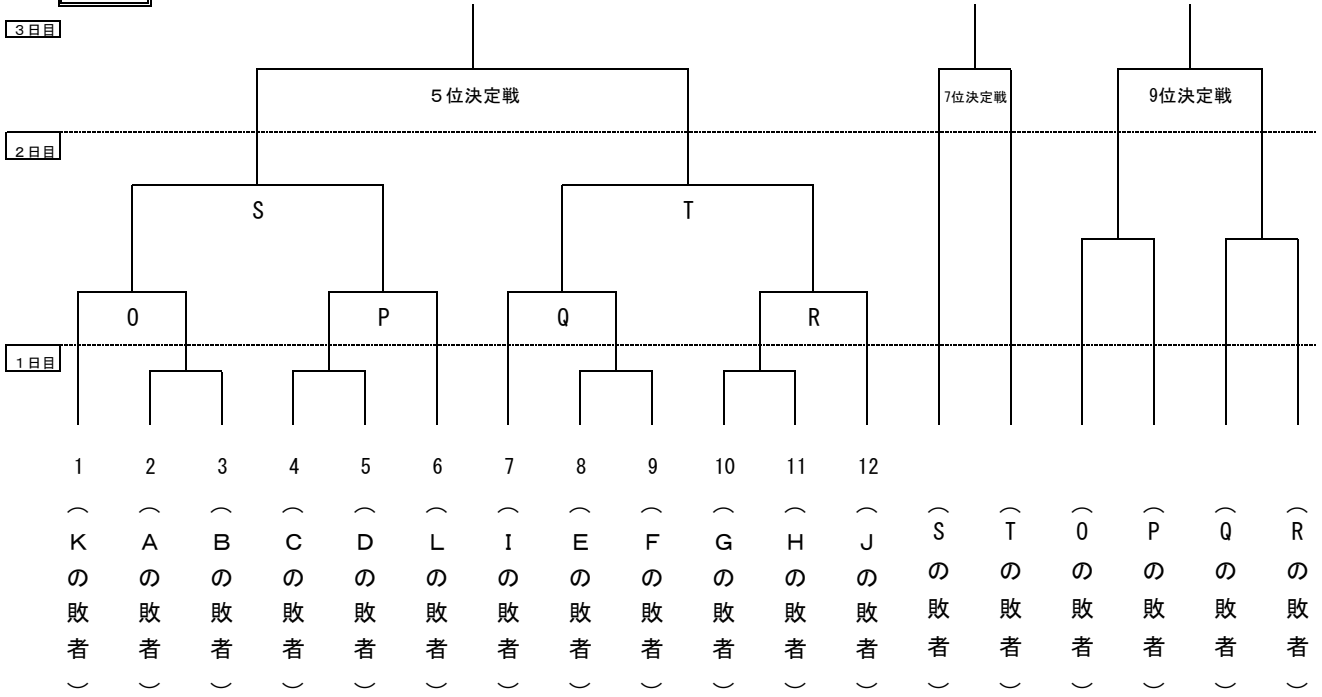 ３日目
５位決定戦
7位決定戦
9位決定戦
２日目
S
T
O
P
Q
R
１日目
1 2 3 4 5 6 7 8 9 10 11 12
（Kの敗者）
（Aの敗者）
（Bの敗者）
（Cの敗者）
（Dの敗者）
（Lの敗者）
（Iの敗者）
（Eの敗者）
（Fの敗者）
（Gの敗者）
（Hの敗者）
（Jの敗者）
（Sの敗者）
（Tの敗者）
（Oの敗者）
（Pの敗者）
（Qの敗者）
（Rの敗者）